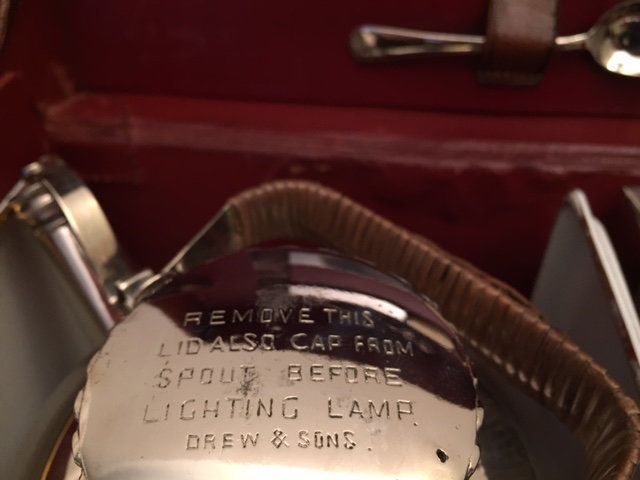 REMOVE THIS
LID ALSO CAP FROM
SPOUT BEFORE
LIGHTING LAMP.
DREW & SONS.